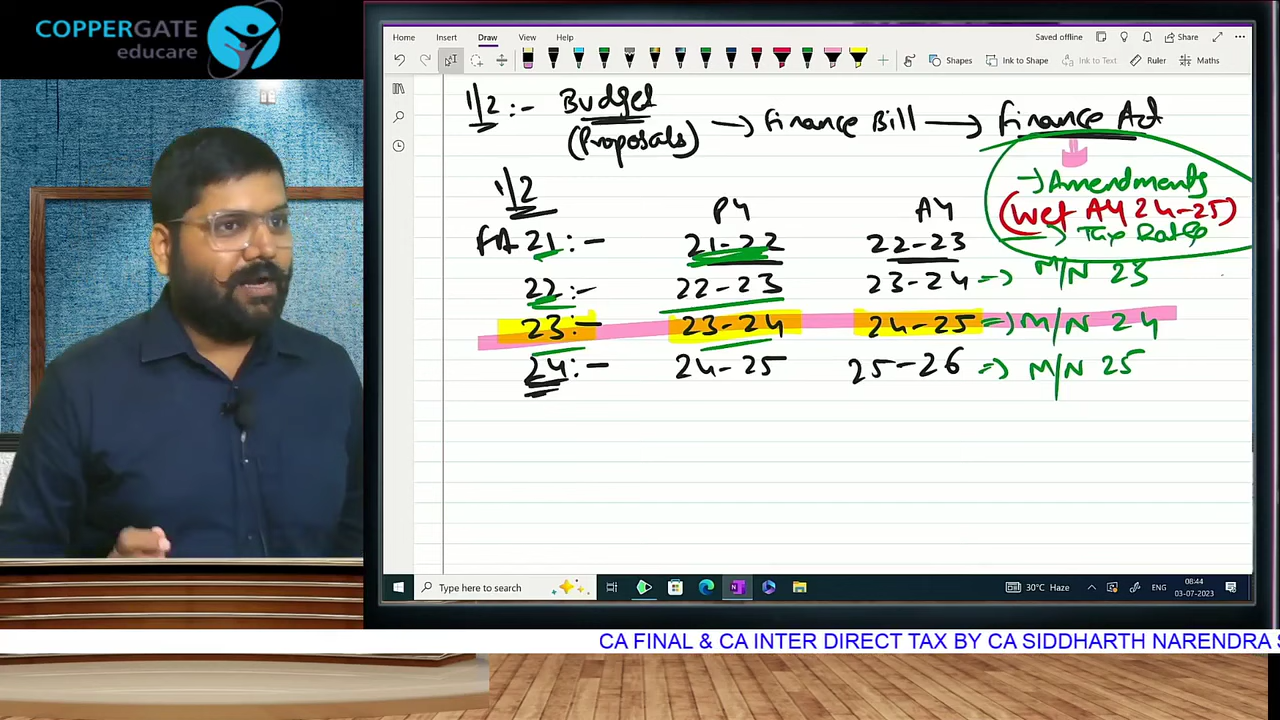 COPPERGATE
educare
Home Insert Draw View Help
Saved offline
Share
Shapes
Ink to Shape
Ink to Text
Ruler
Maths
1/2 :- Budget → Finance Bill → Finance Act
(Proposals)
→ Amendments
(wef AY 24-25)
→ Tax Rates
1/2
PY AY
FA 21:- 21-22 22-23
22:- 22-23 23-24 => M/N 23
23:- 23-24 24-25 => M/N 24
24:- 24-25 25-26 => M/N 25
Type here to search
30°C Haze
ENG
08:44
03-07-2023
CA FINAL & CA INTER DIRECT TAX BY CA SIDDHARTH NARENDRA S